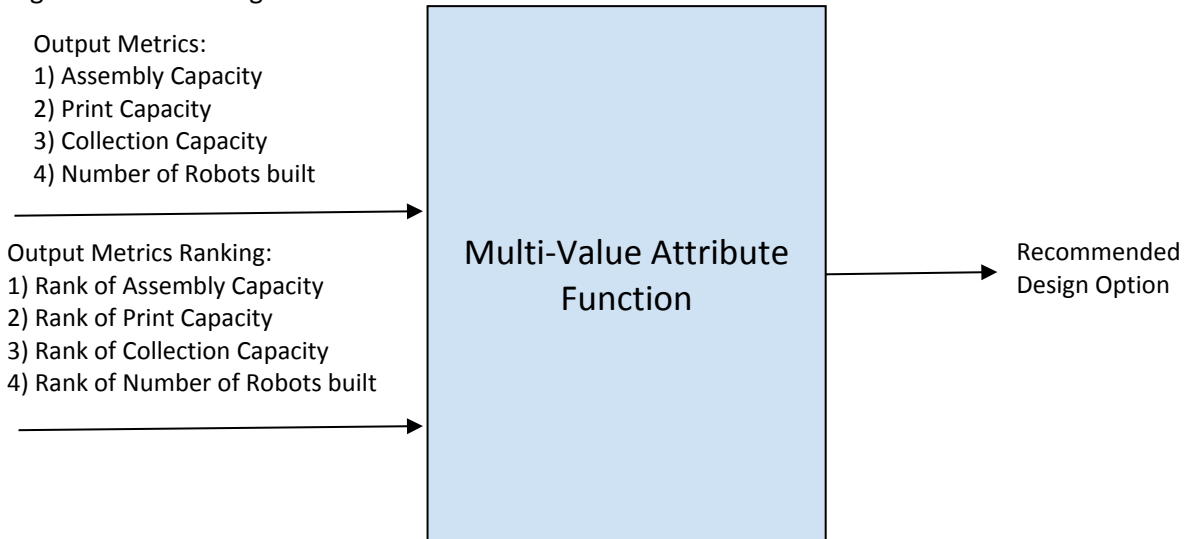 Output Metrics:
1) Assembly Capacity
2) Print Capacity
3) Collection Capacity
4) Number of Robots built
Output Metrics Ranking:
1) Rank of Assembly Capacity
2) Rank of Print Capacity
3) Rank of Collection Capacity
4) Rank of Number of Robots built
Multi-Value Attribute
Function
Recommended
Design Option